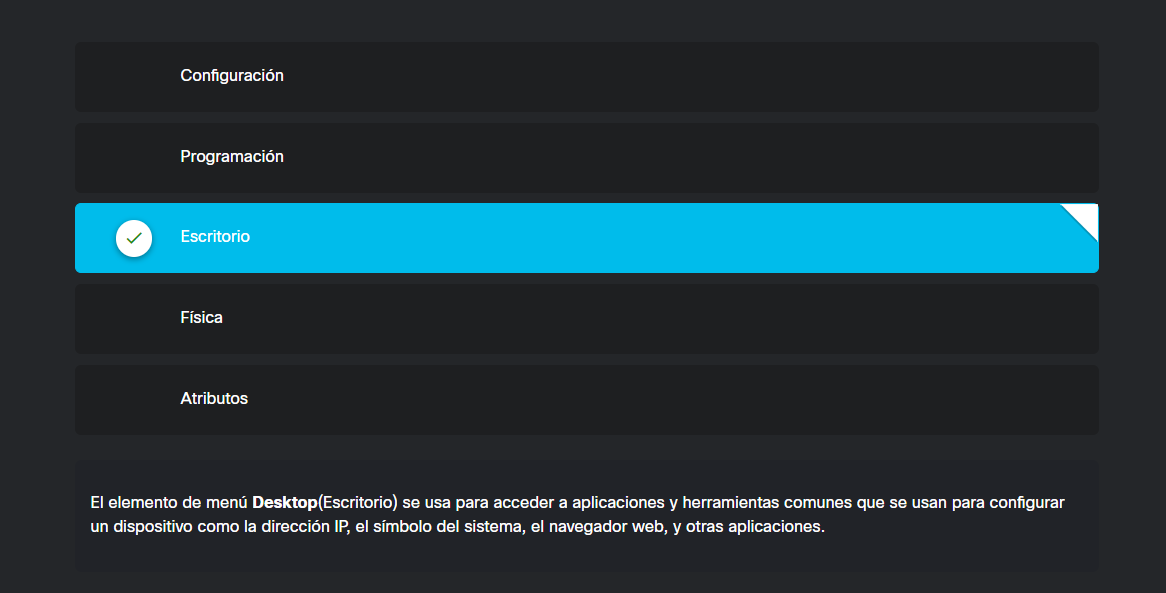 Configuración
Programación
Escritorio
Física
Atributos
El elemento de menú Desktop(Escritorio) se usa para acceder a aplicaciones y herramientas comunes que se usan para configurar
un dispositivo como la dirección IP, el símbolo del sistema, el navegador web, y otras aplicaciones.